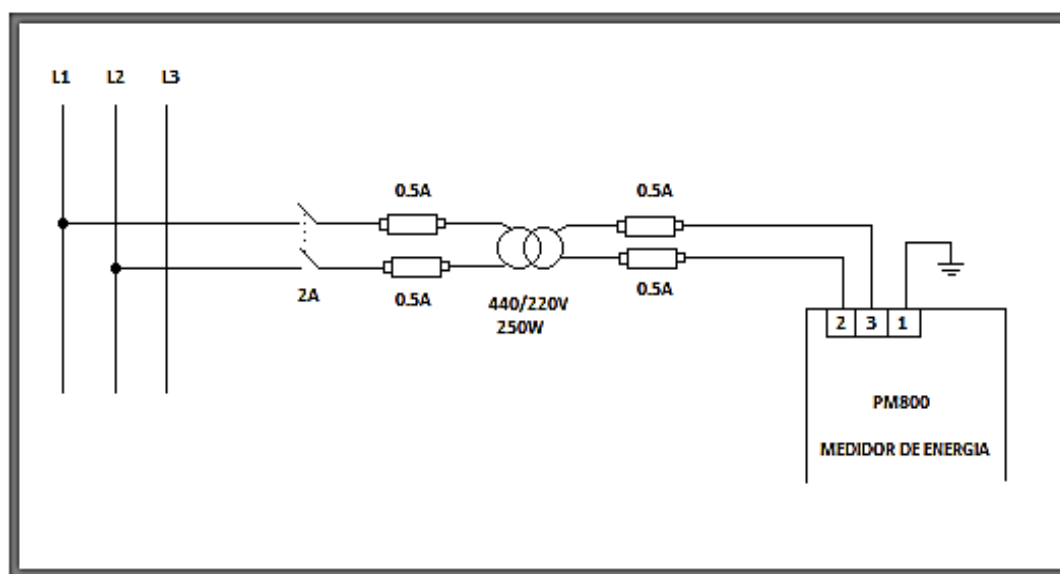 L1 L2 L3
0.5A 0.5A
2A 0.5A 0.5A
440/220V
250W
2 3 1
PM800
MEDIDOR DE ENERGIA